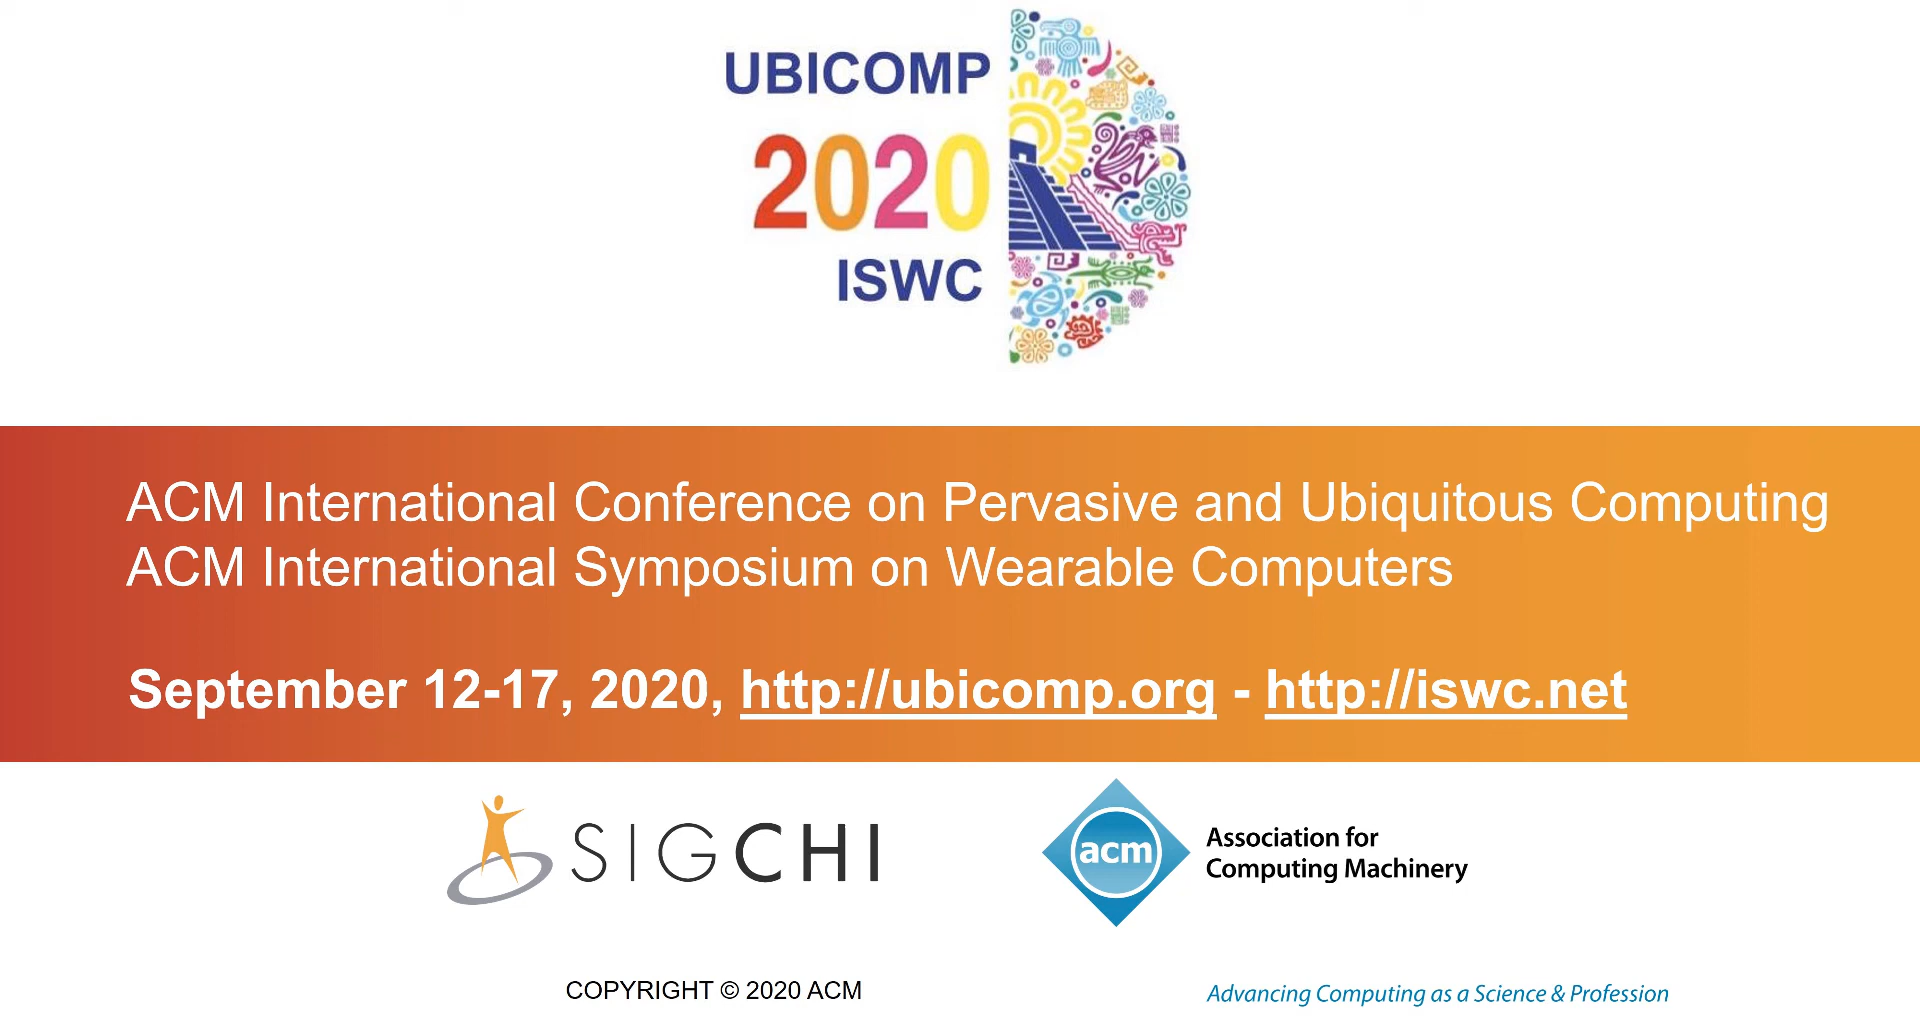 UBICOMP
2020
ISWC
ACM International Conference on Pervasive and Ubiquitous Computing
ACM International Symposium on Wearable Computers
September 12-17, 2020, http://ubicomp.org - http://iswc.net
SIGCHI
acm
Association for
Computing Machinery
COPYRIGHT © 2020 ACM
Advancing Computing as a Science & Profession